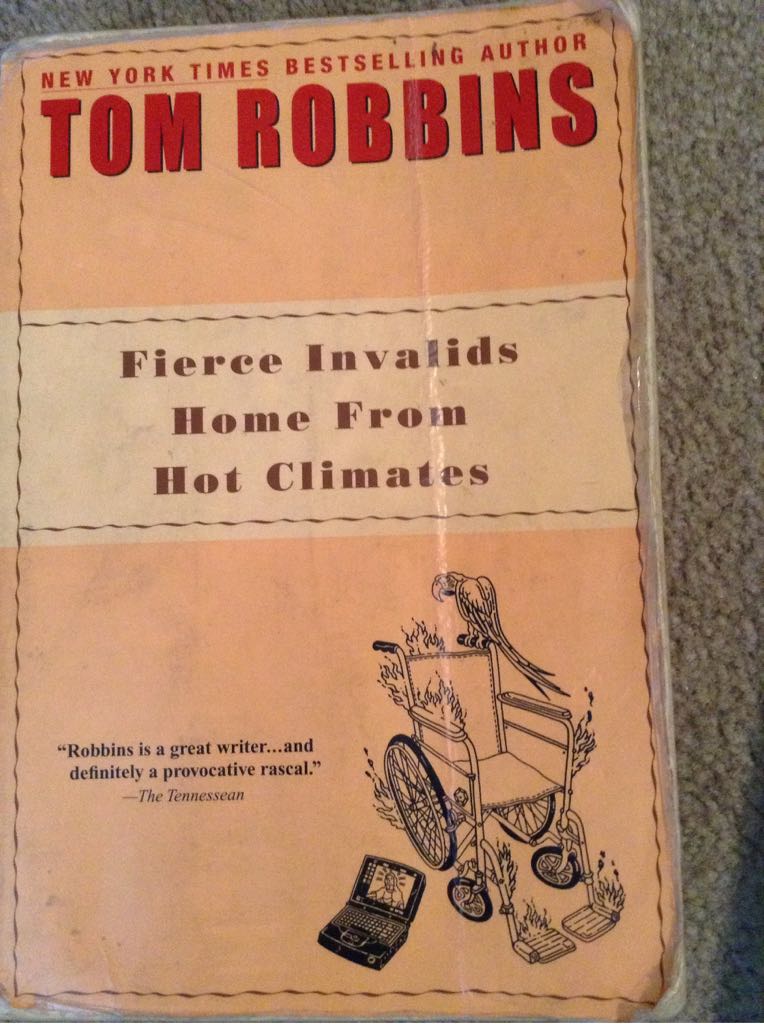 NEW YORK TIMES BESTSELLING AUTHOR
TOM ROBBINS
Fierce Invalids
Home From
Hot Climates
“Robbins is a great writer...and
definitely a provocative rascal.”
—The Tennessean